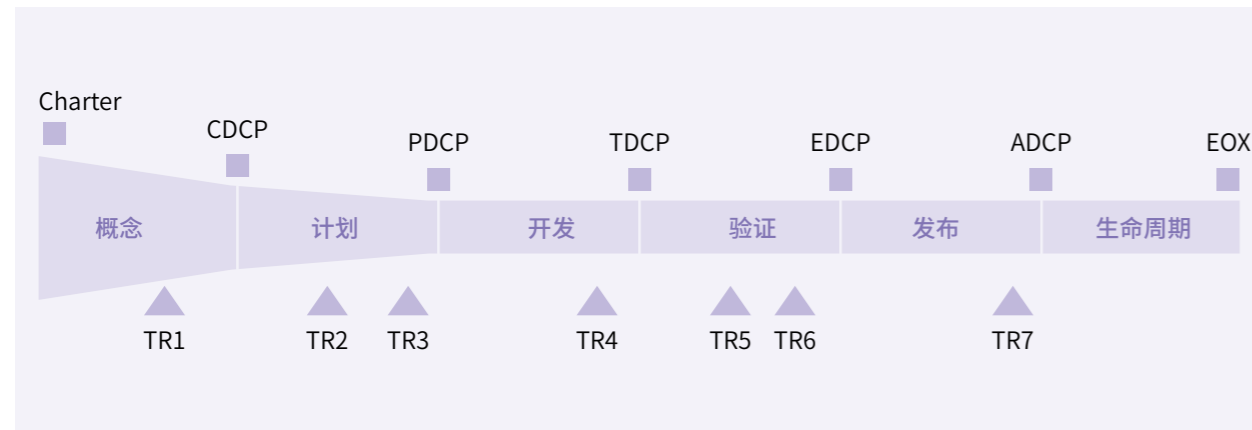 Charter
CDCP
PDCP
TDCP
EDCP
ADCP
EOX
概念
计划
开发
验证
发布
生命周期
TR1
TR2
TR3
TR4
TR5
TR6
TR7